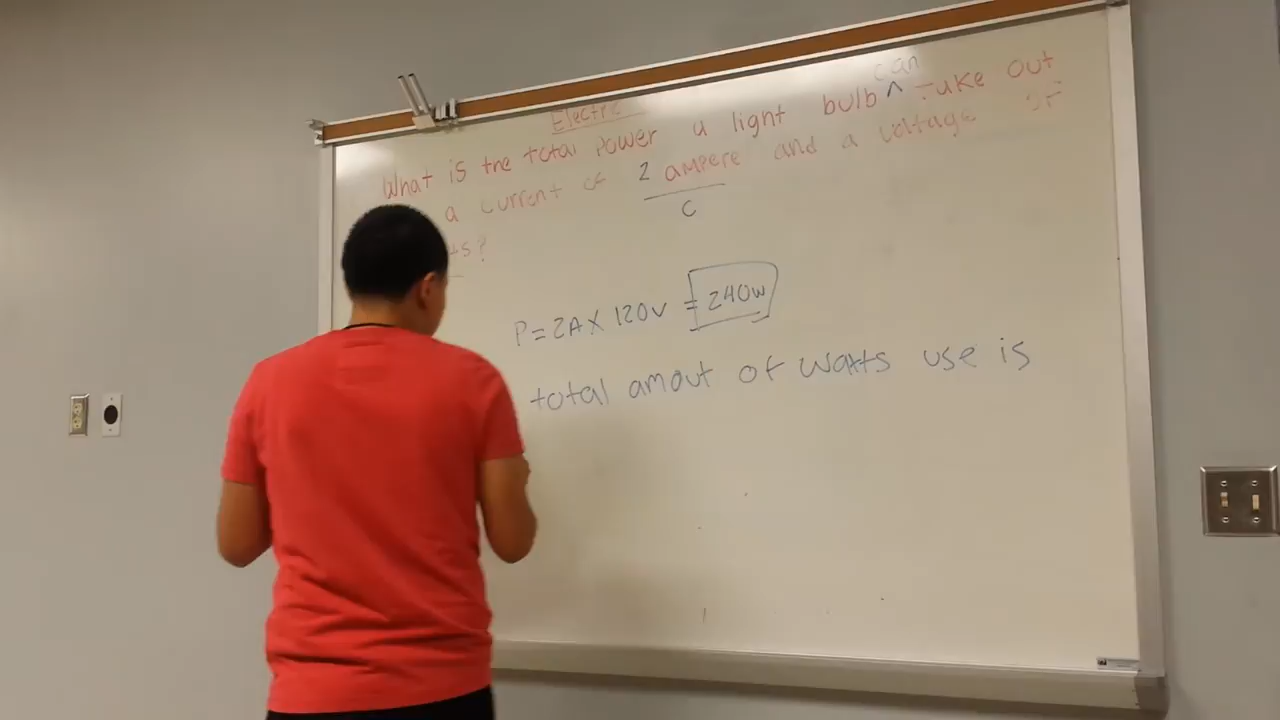 Electric
can
What is the total Power a light bulb ^ take out
a current of 2 ampere and a voltage of
C
ts?
P = 2A X 120V = 240W
total amout of watts use is